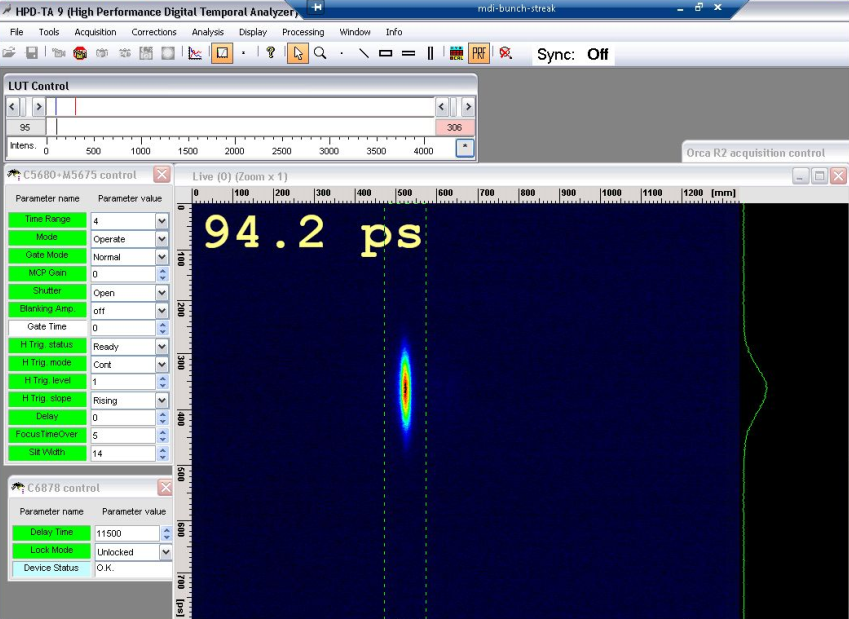 HPD-TA 9 (High Performance Digital Temporal Analyzer)
mdi-bunch-streak
File Tools Acquisition Corrections Analysis Display Processing Window Info
PRF Sync: Off
LUT Control
95 306
Intens. 0 500 1000 1500 2000 2500 3000 3500 4000
Orca R2 acquisition control
C5680+M5675 control
Parameter name Parameter value
Time Range 4
Mode Operate
Gate Mode Normal
MCP Gain 0
Shutter Open
Blanking Amp. off
Gate Time 0
H Trig. status Ready
H Trig. mode Cont
H Trig. level 1
H Trig. slope Rising
Delay 0
FocusTimeOver 5
Slit Width 14
C6878 control
Parameter name Parameter value
Delay Time 11500
Lock Mode Unlocked
Device Status O.K.
Live (0) (Zoom x 1)
0 100 200 300 400 500 600 700 800 900 1000 1100 1200 [mm]
94.2 ps
0
100
200
300
400
500
600
700
[ps]